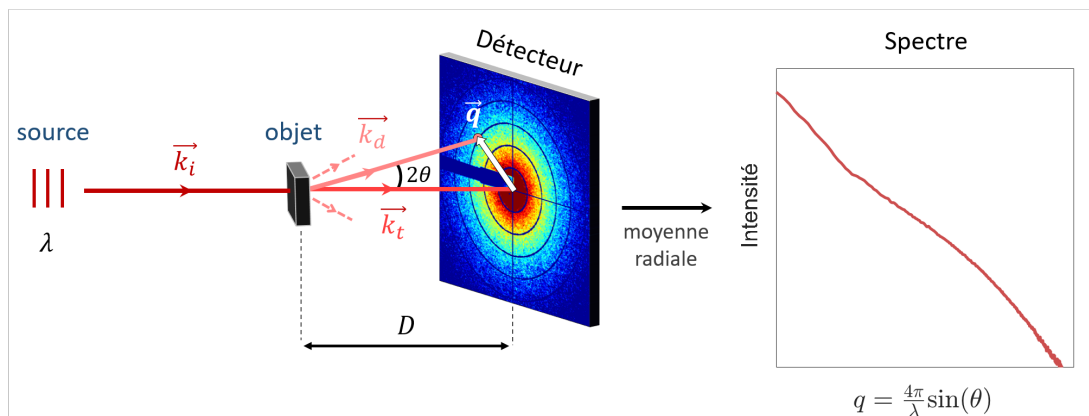 source
λ
k_i
objet
k_d
2θ
k_t
D
Détecteur
q
moyenne
radiale
Spectre
Intensité
q = 4π/λ sin(θ)